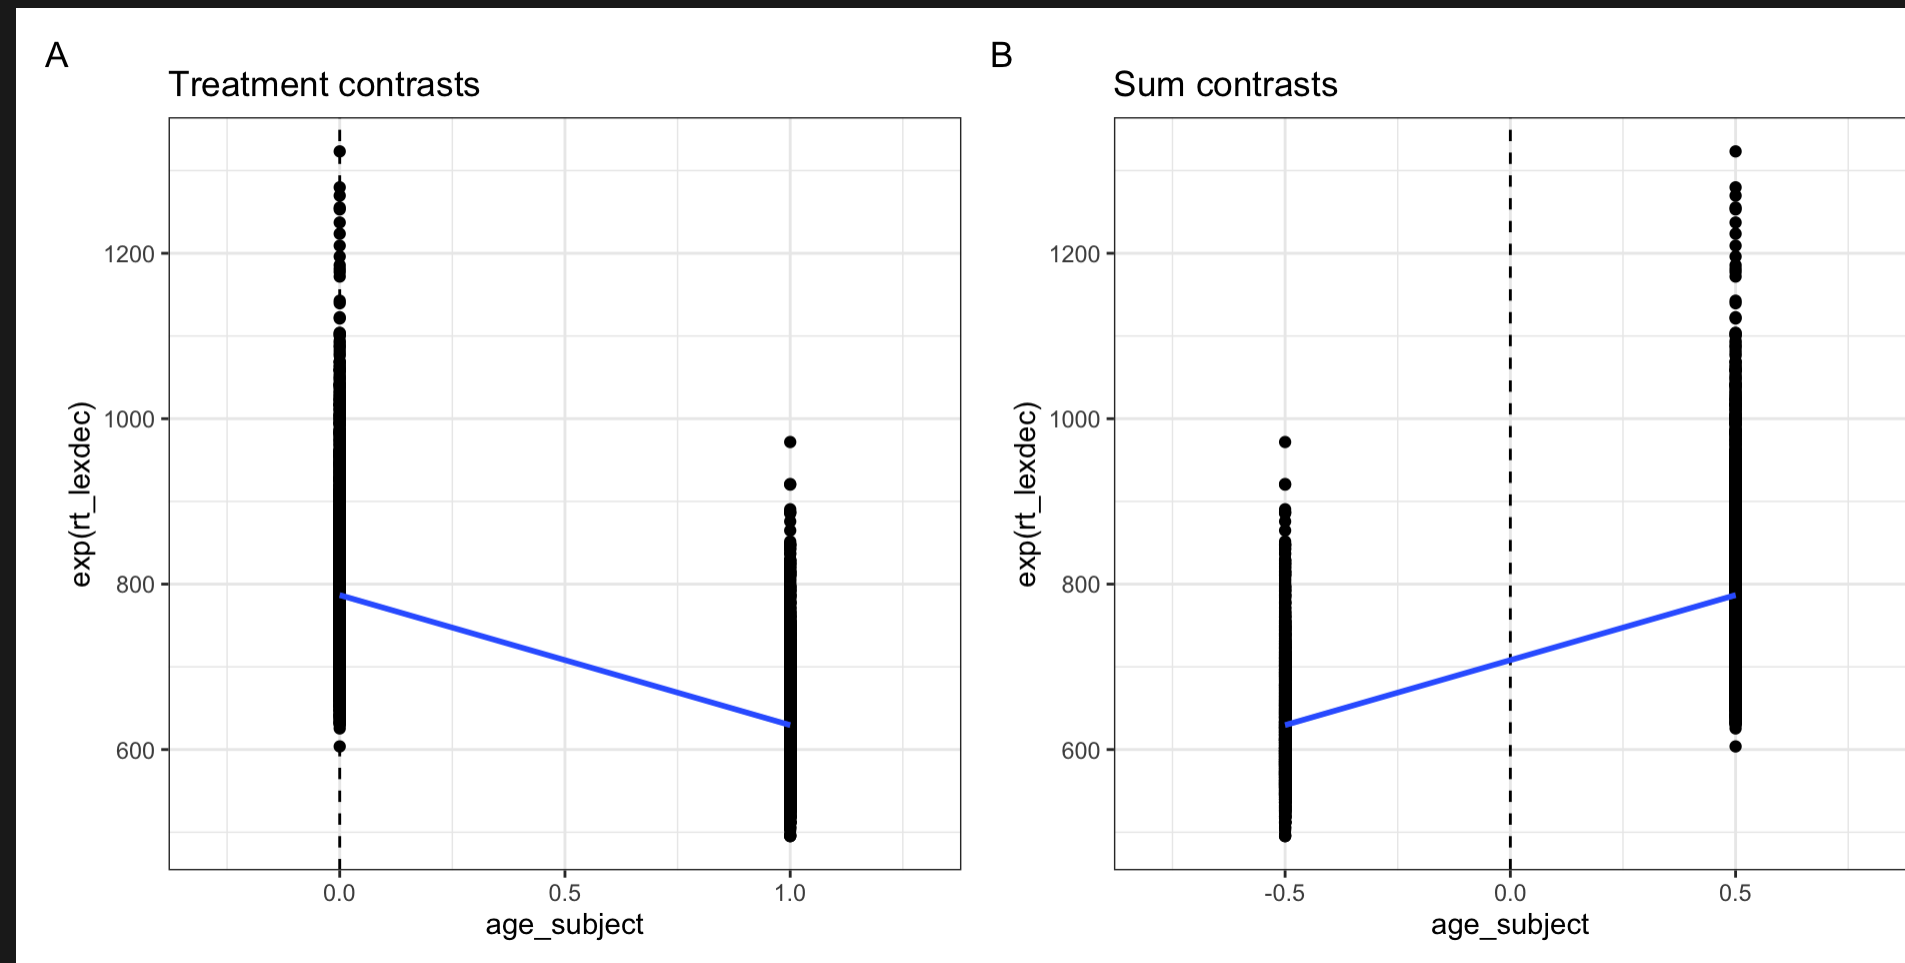 A
Treatment contrasts
exp(rt_lexdec)
1200
1000
800
600
0.0 0.5 1.0
age_subject
B
Sum contrasts
exp(rt_lexdec)
1200
1000
800
600
-0.5 0.0 0.5
age_subject